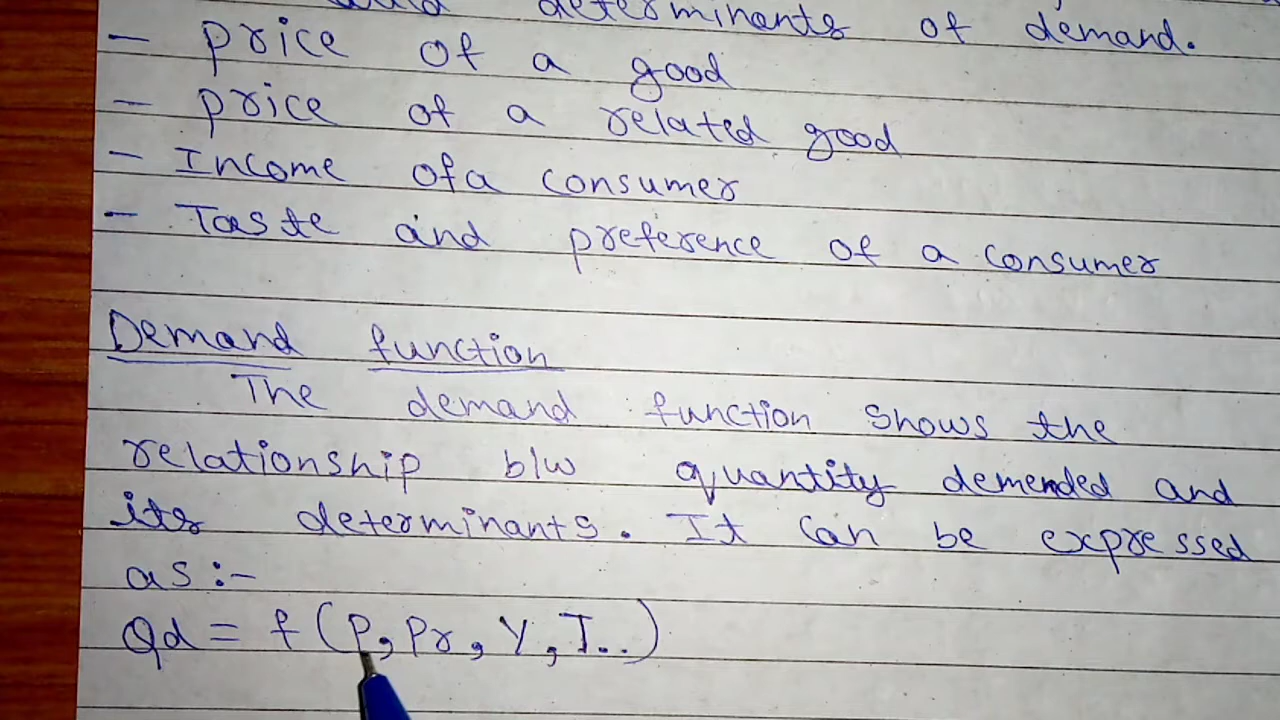 determinants of demand.
- price of a good
- price of a related good
- Income of a consumer
- Taste and preference of a consumer
Demand function
The demand function shows the
relationship b/w quantity demended and
its determinants. It can be expressed
as :-
Qd = f (P, Pr, Y, T..)